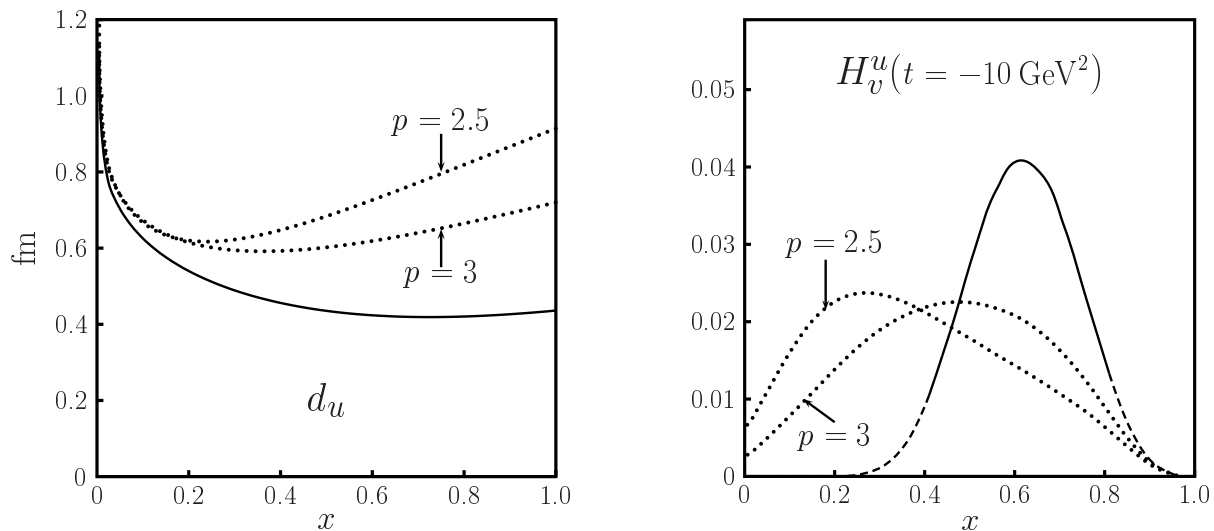 1.2
1.0
0.8
0.6
0.4
0.2
0
fm
p = 2.5
p = 3
d_u
0 0.2 0.4 0.6 0.8 1.0
x
H_v^u(t = −10 GeV²)
0.05
0.04
0.03
0.02
0.01
0
p = 2.5
p = 3
0 0.2 0.4 0.6 0.8 1.0
x